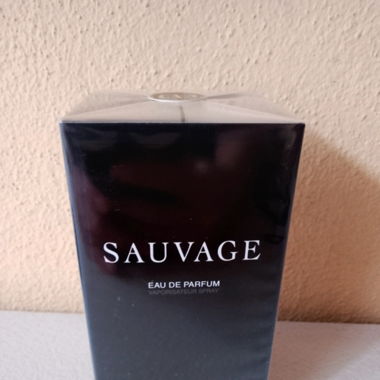 SAUVAGE
EAU DE PARFUM
VAPORISATEUR SPRAY